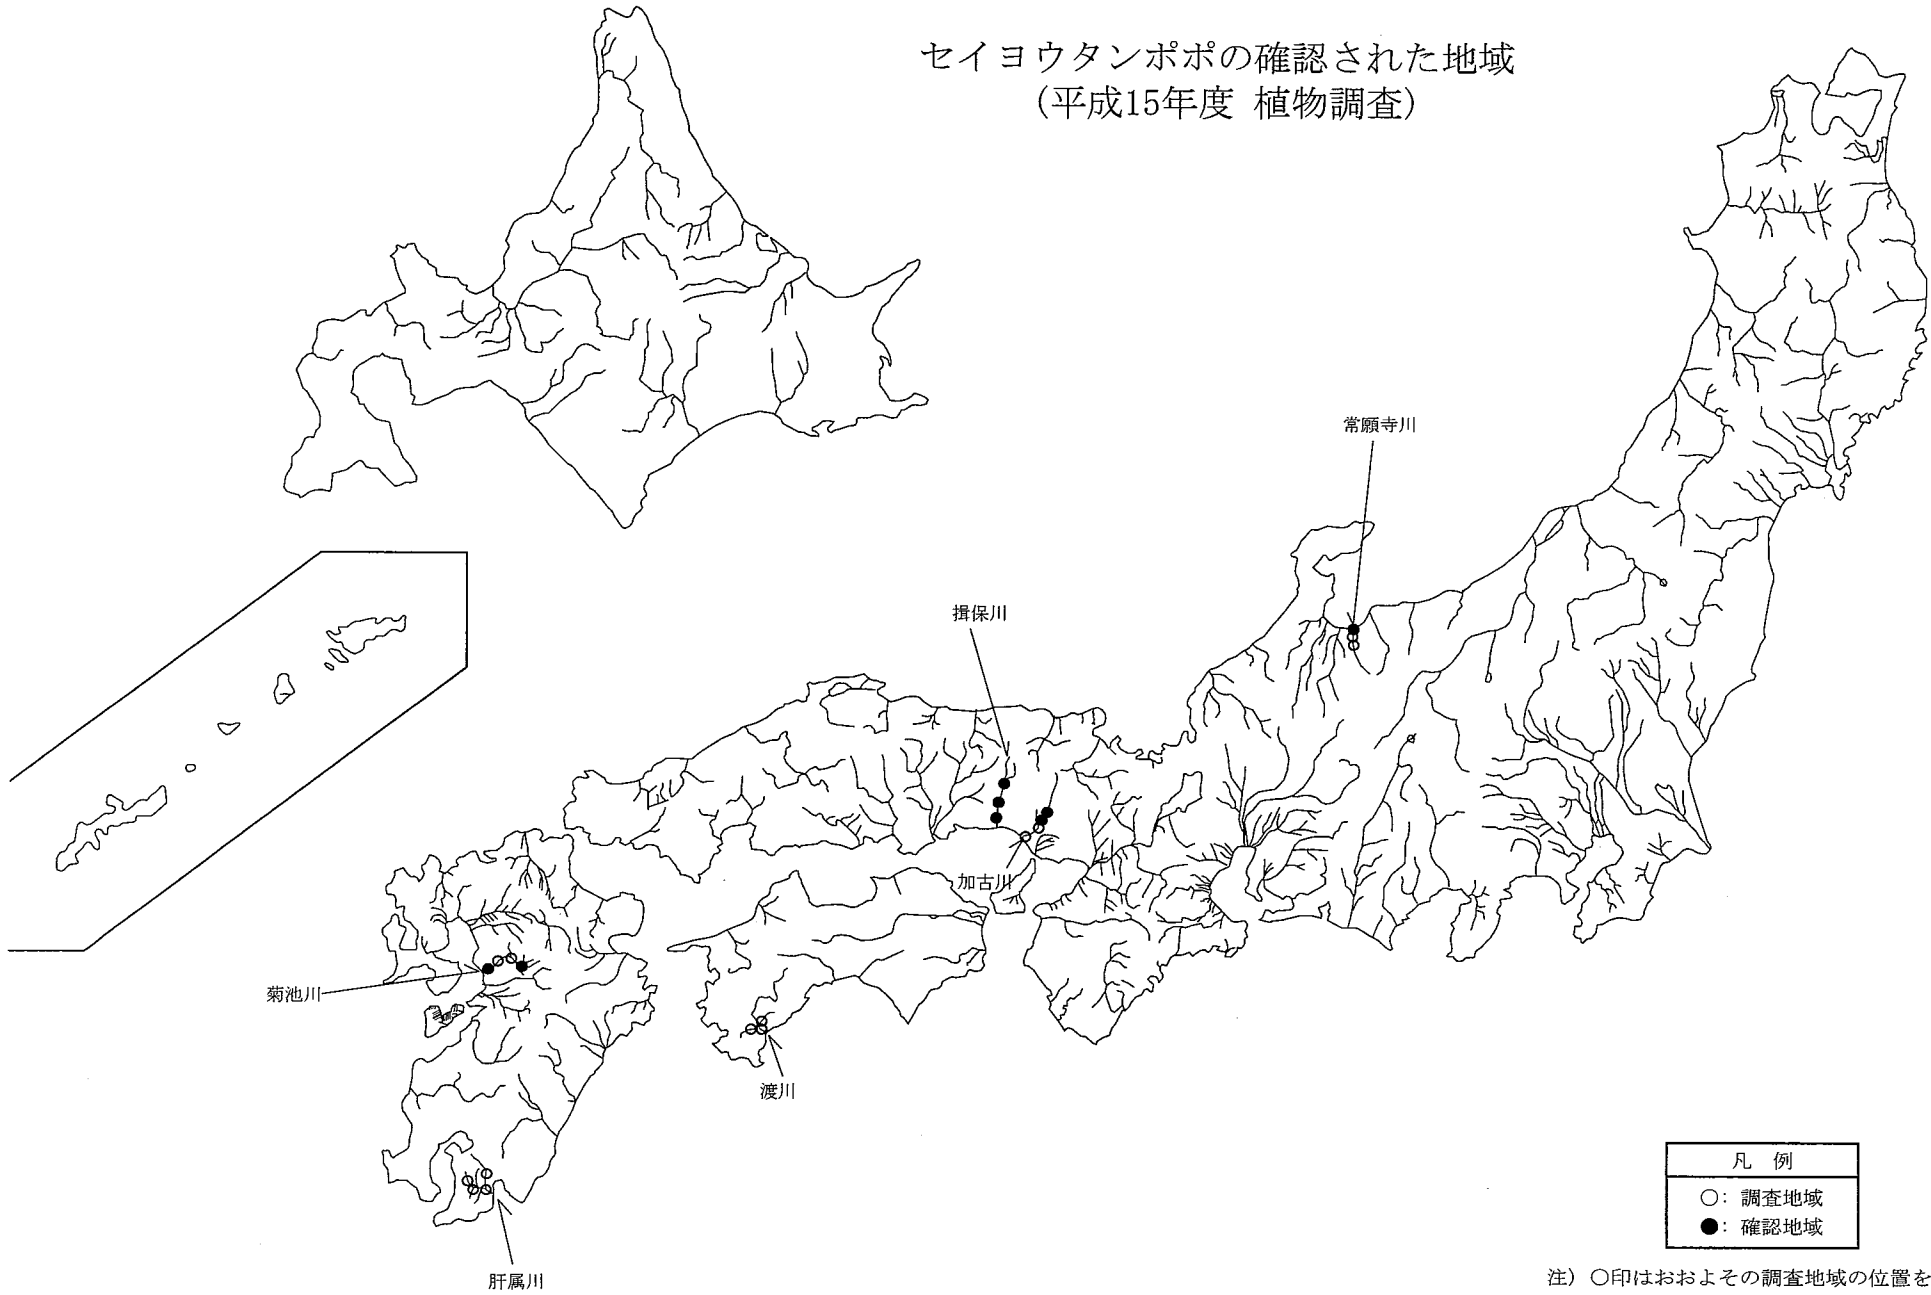 セイヨウタンポポの確認された地域
(平成15年度 植物調査)
常願寺川
揖保川
加古川
菊池川
渡川
肝属川
凡 例
○: 調査地域
●: 確認地域
注) ○印はおおよその調査地域の位置を